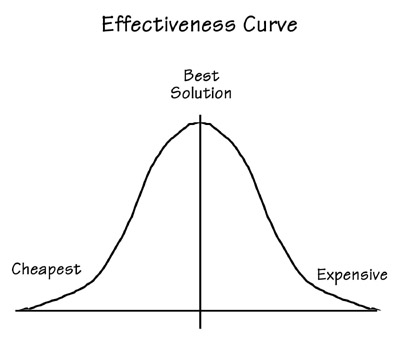 Effectiveness Curve
Best
Solution
Cheapest
Expensive